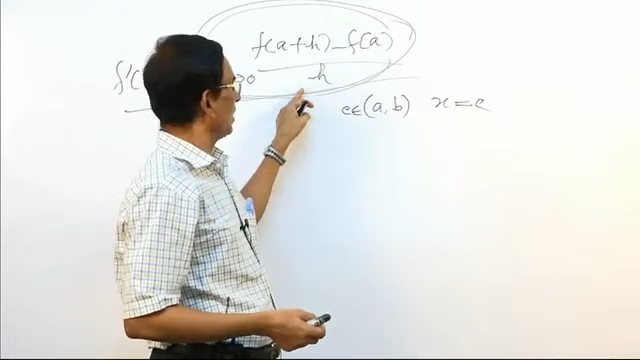 f(a+h)-f(a)
f'(
h
c∈(a,b) x=c